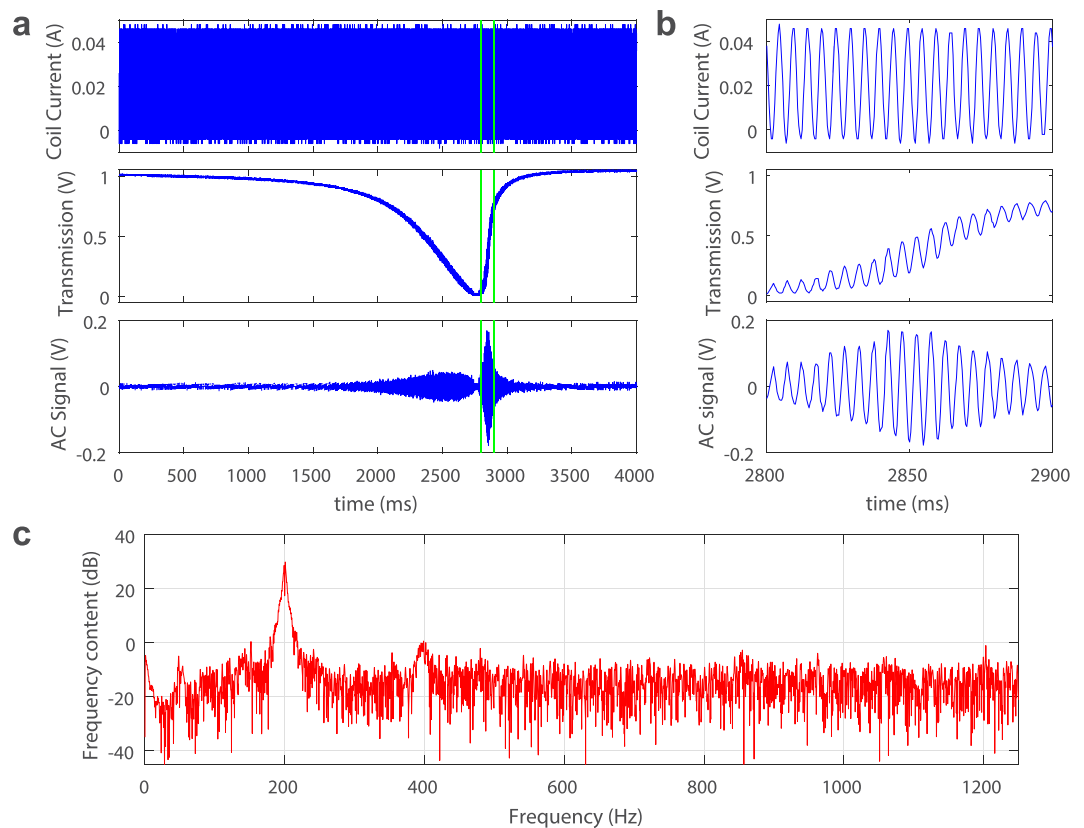 a
Coil Current (A)
0.04
0.02
0
Transmission (V)
1
0.5
0
AC Signal (V)
0.2
0
-0.2
0 500 1000 1500 2000 2500 3000 3500 4000
time (ms)
b
Coil Current (A)
0.04
0.02
0
Transmission (V)
1
0.5
0
AC signal (V)
0.2
0
-0.2
2800 2850 2900
time (ms)
c
Frequency content (dB)
40
20
0
-20
-40
0 200 400 600 800 1000 1200
Frequency (Hz)